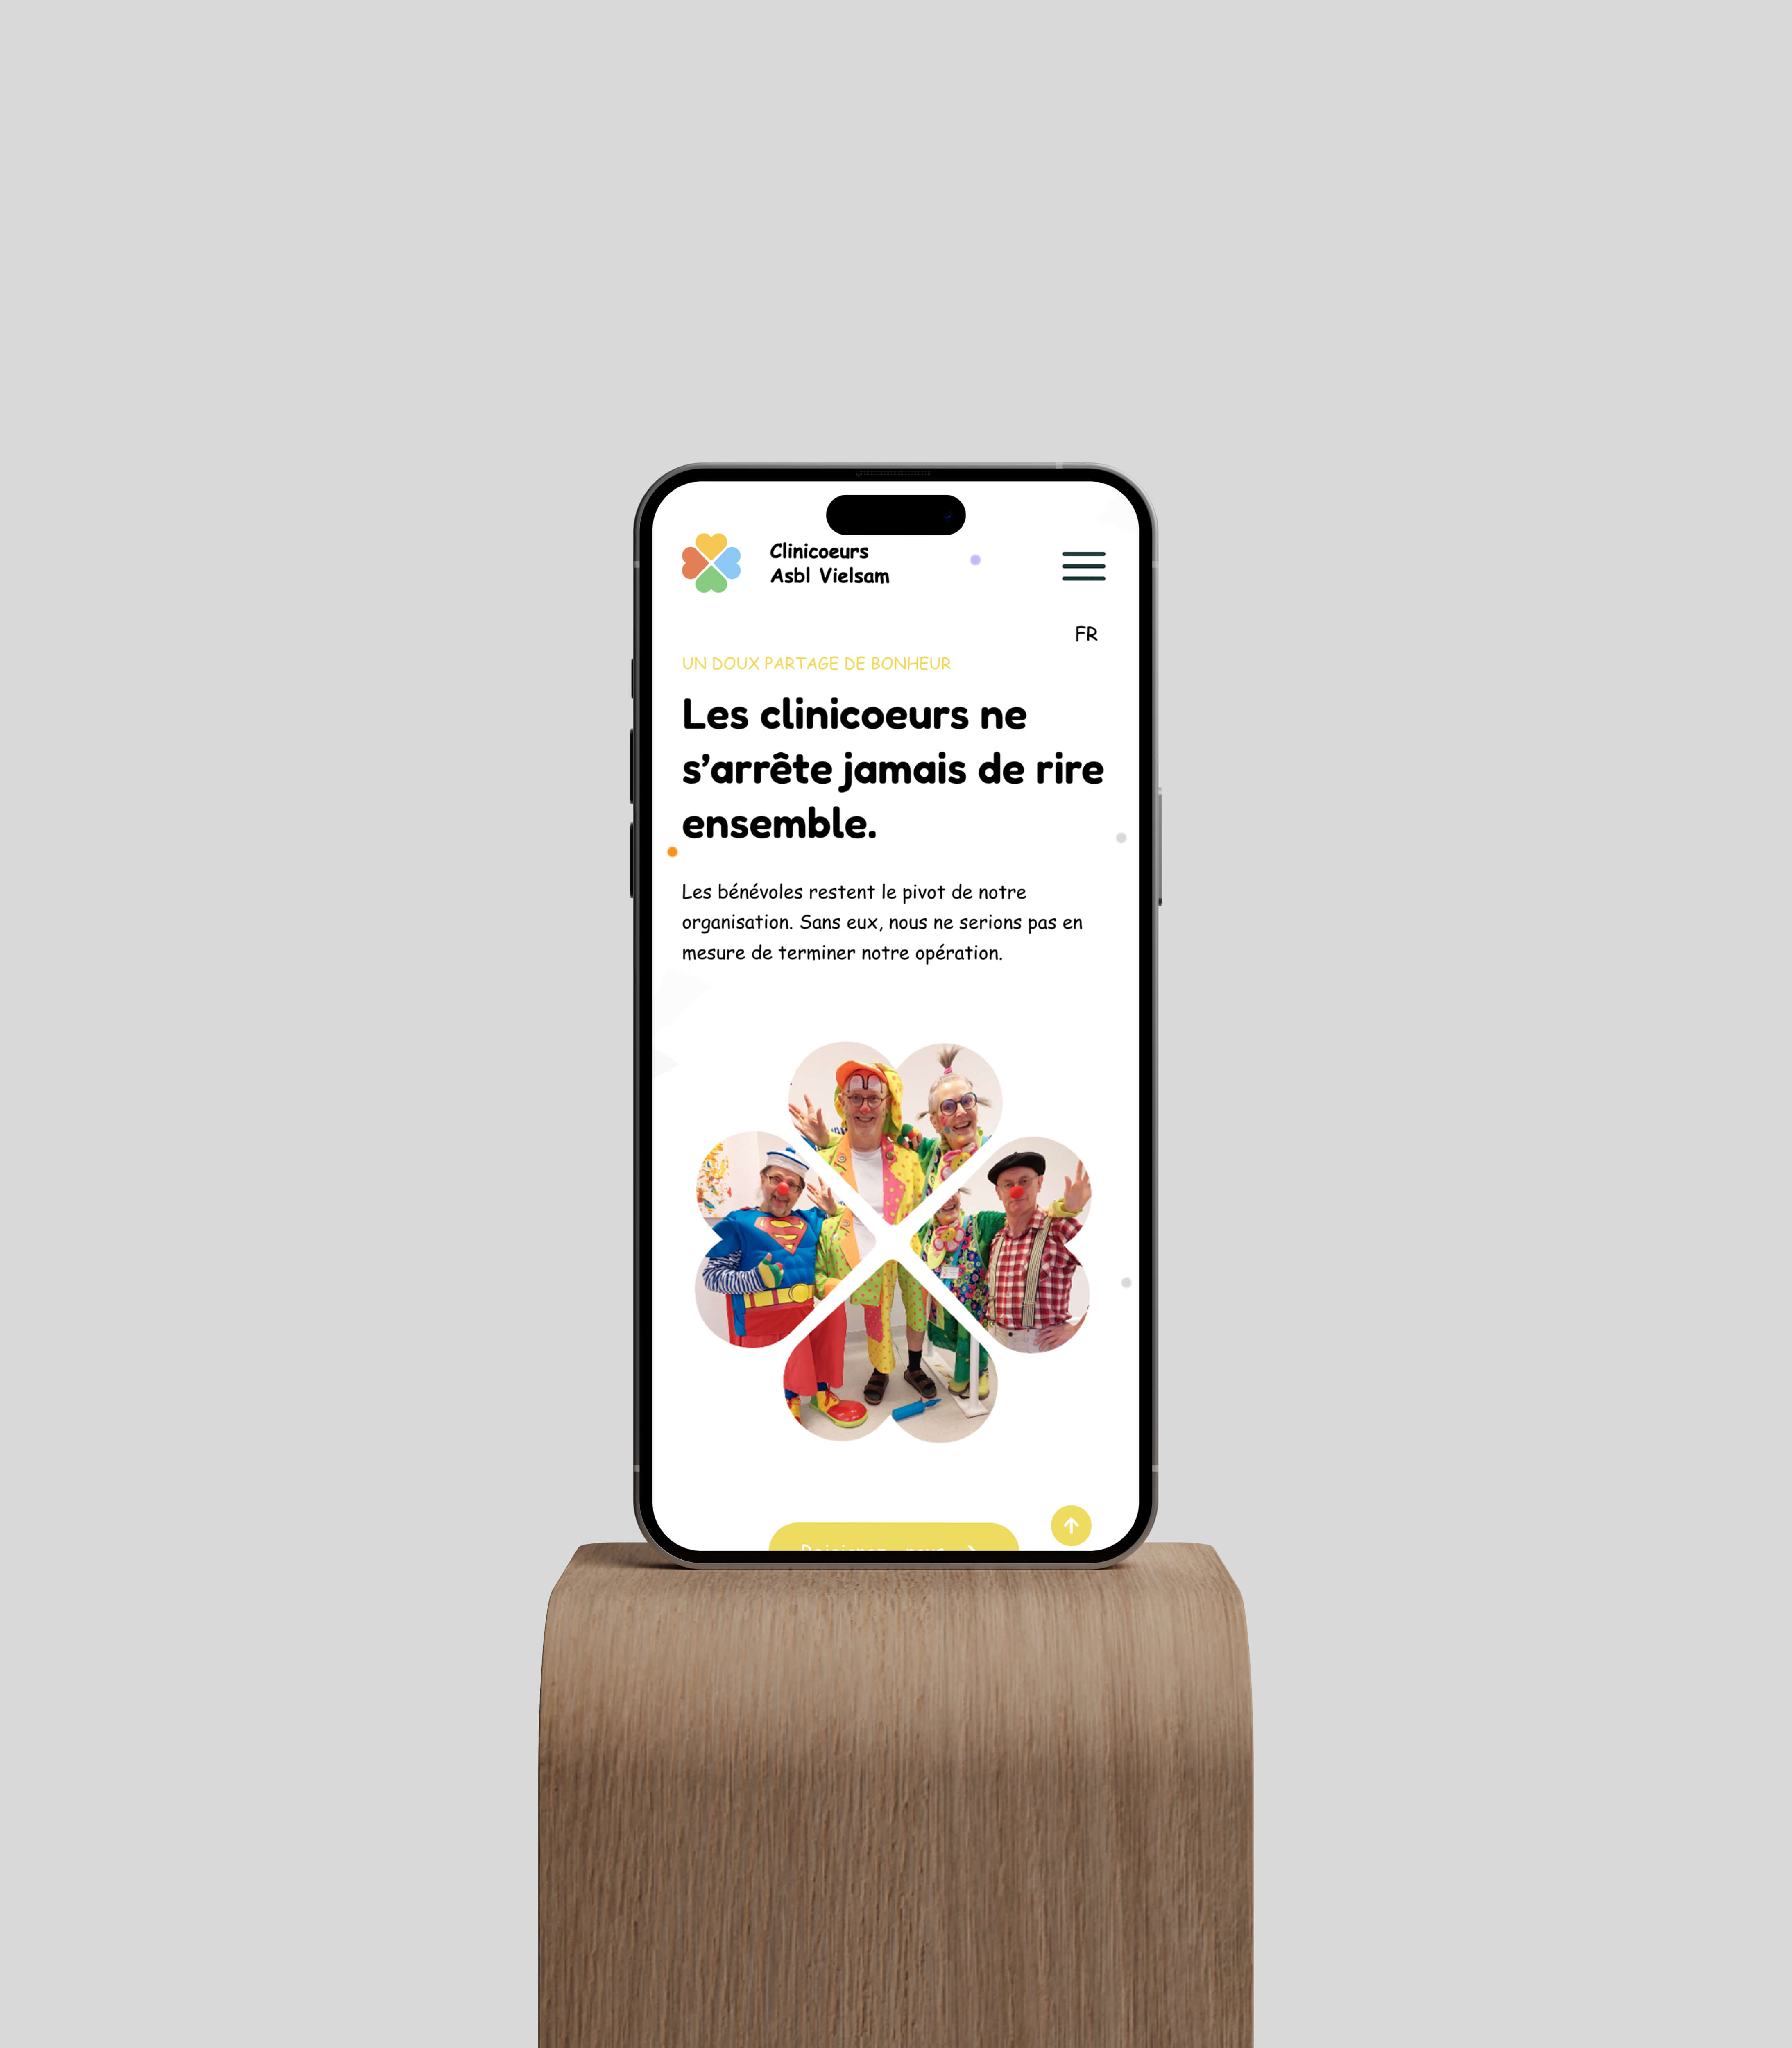 Clinicoeurs
Asbl Vielsam
FR
UN DOUX PARTAGE DE BONHEUR
Les clinicoeurs ne
s’arrête jamais de rire
ensemble.
Les bénévoles restent le pivot de notre
organisation. Sans eux, nous ne serions pas en
mesure de terminer notre opération.